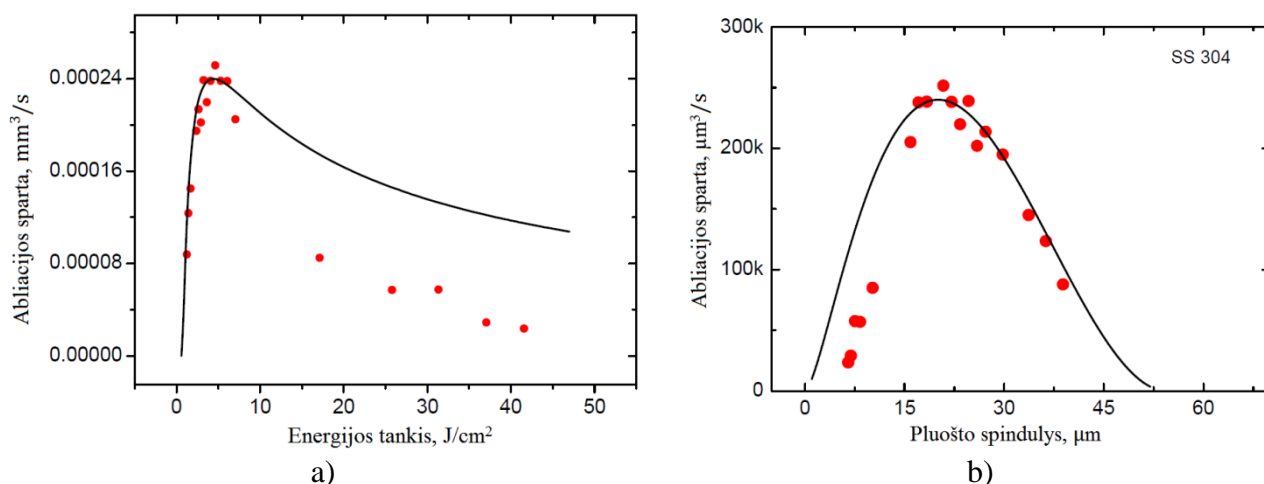 0.00024
0.00016
0.00008
0.00000
Abliacijos sparta, mm³/s
0 10 20 30 40 50
Energijos tankis, J/cm²
a)
300k
200k
100k
0
Abliacijos sparta, μm³/s
SS 304
0 15 30 45 60
Pluošto spindulys, μm
b)